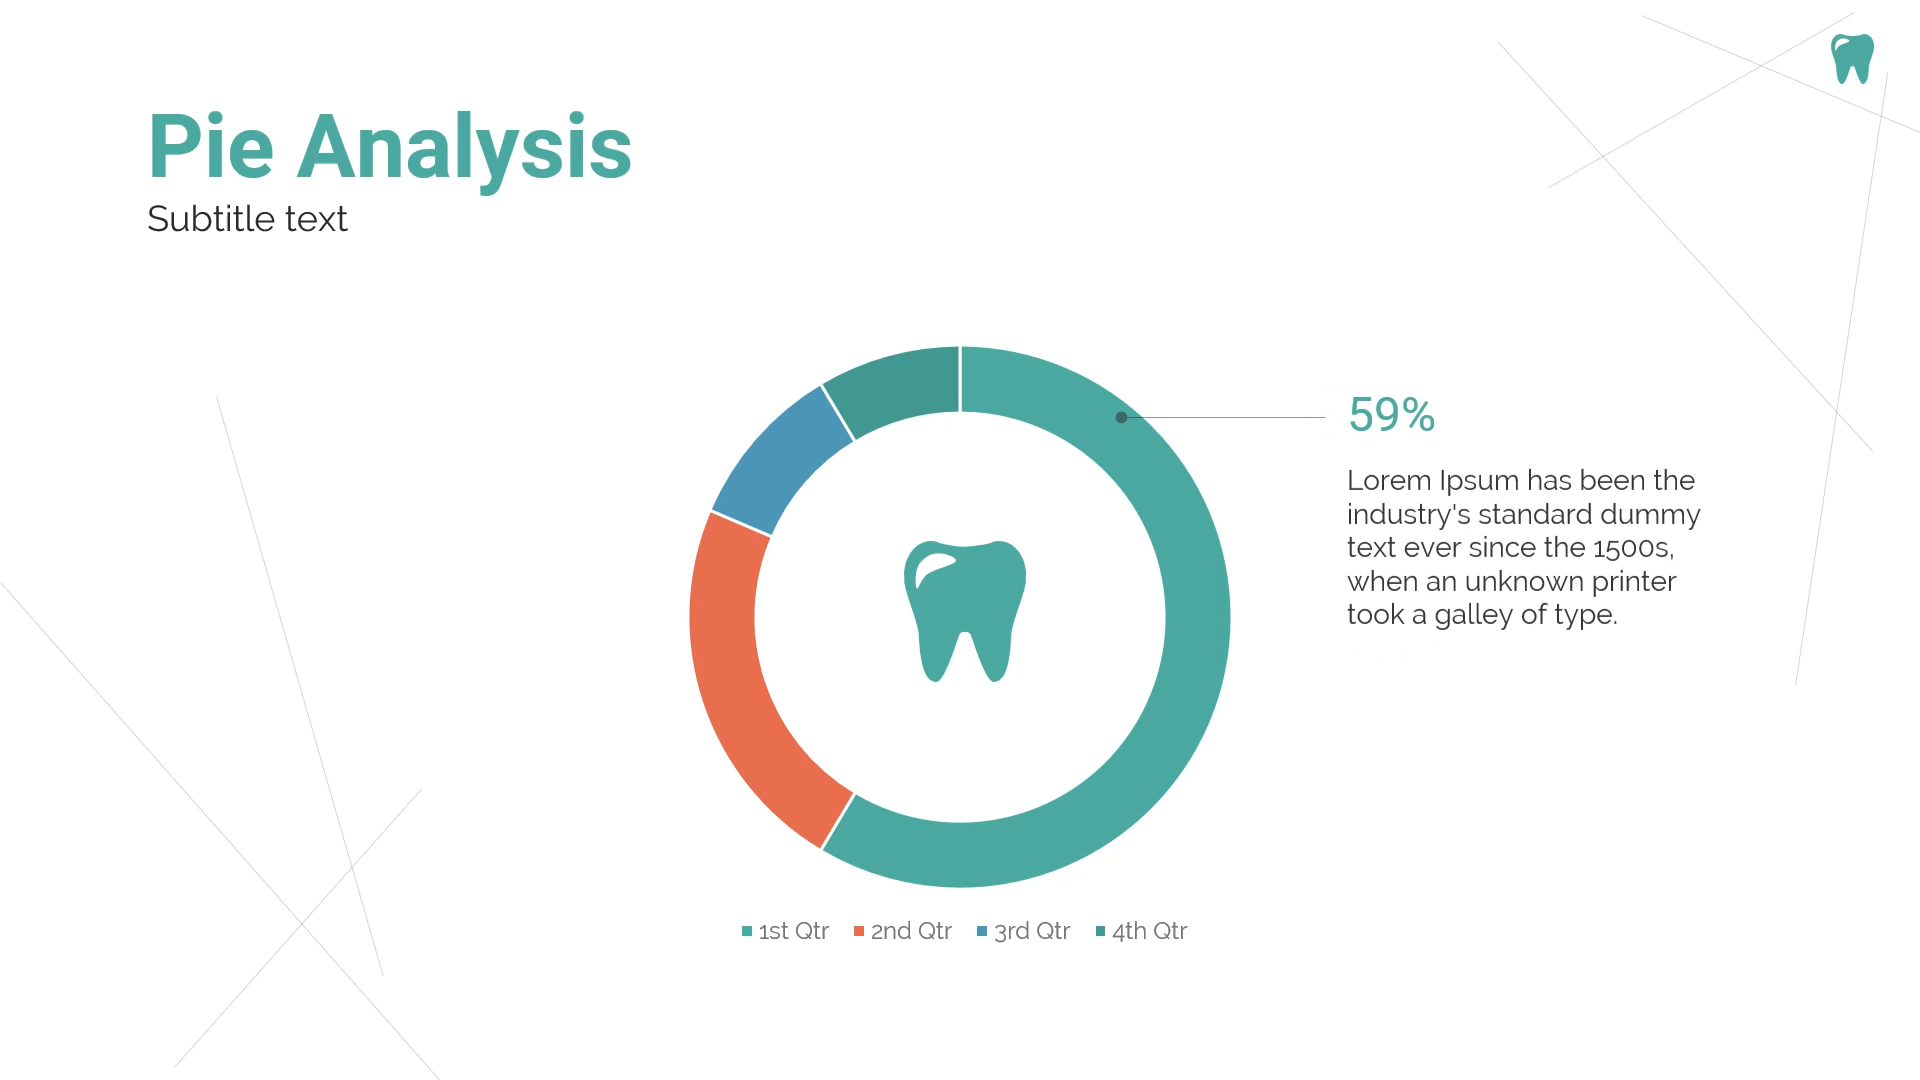 Pie Analysis
Subtitle text
59%
Lorem Ipsum has been the
industry's standard dummy
text ever since the 1500s,
when an unknown printer
took a galley of type.
1st Qtr 2nd Qtr 3rd Qtr 4th Qtr